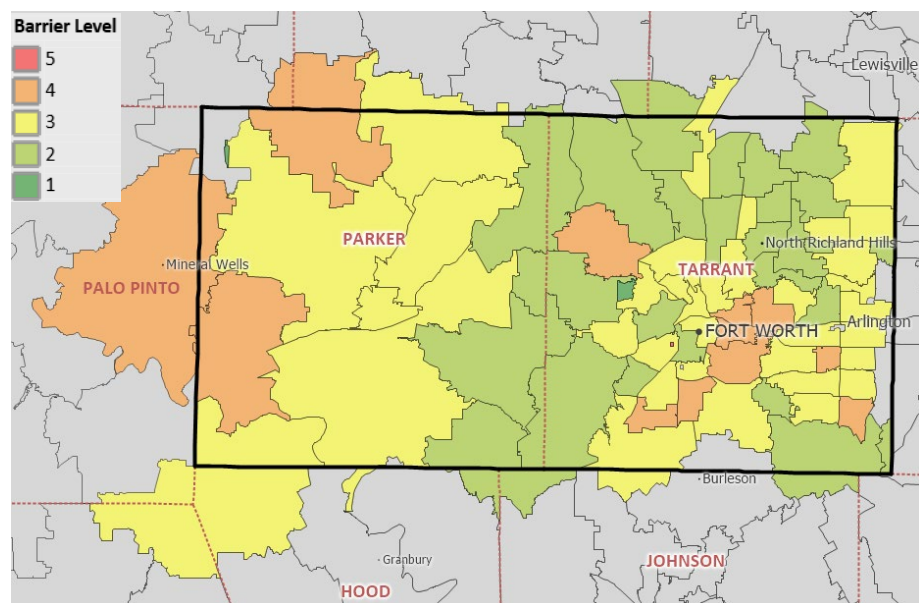 Barrier Level
5
4
3
2
1
Lewisville
PARKER
North Richland Hills
Mineral Wells
TARRANT
PALO PINTO
FORT WORTH
Arlington
Burleson
Granbury
JOHNSON
HOOD